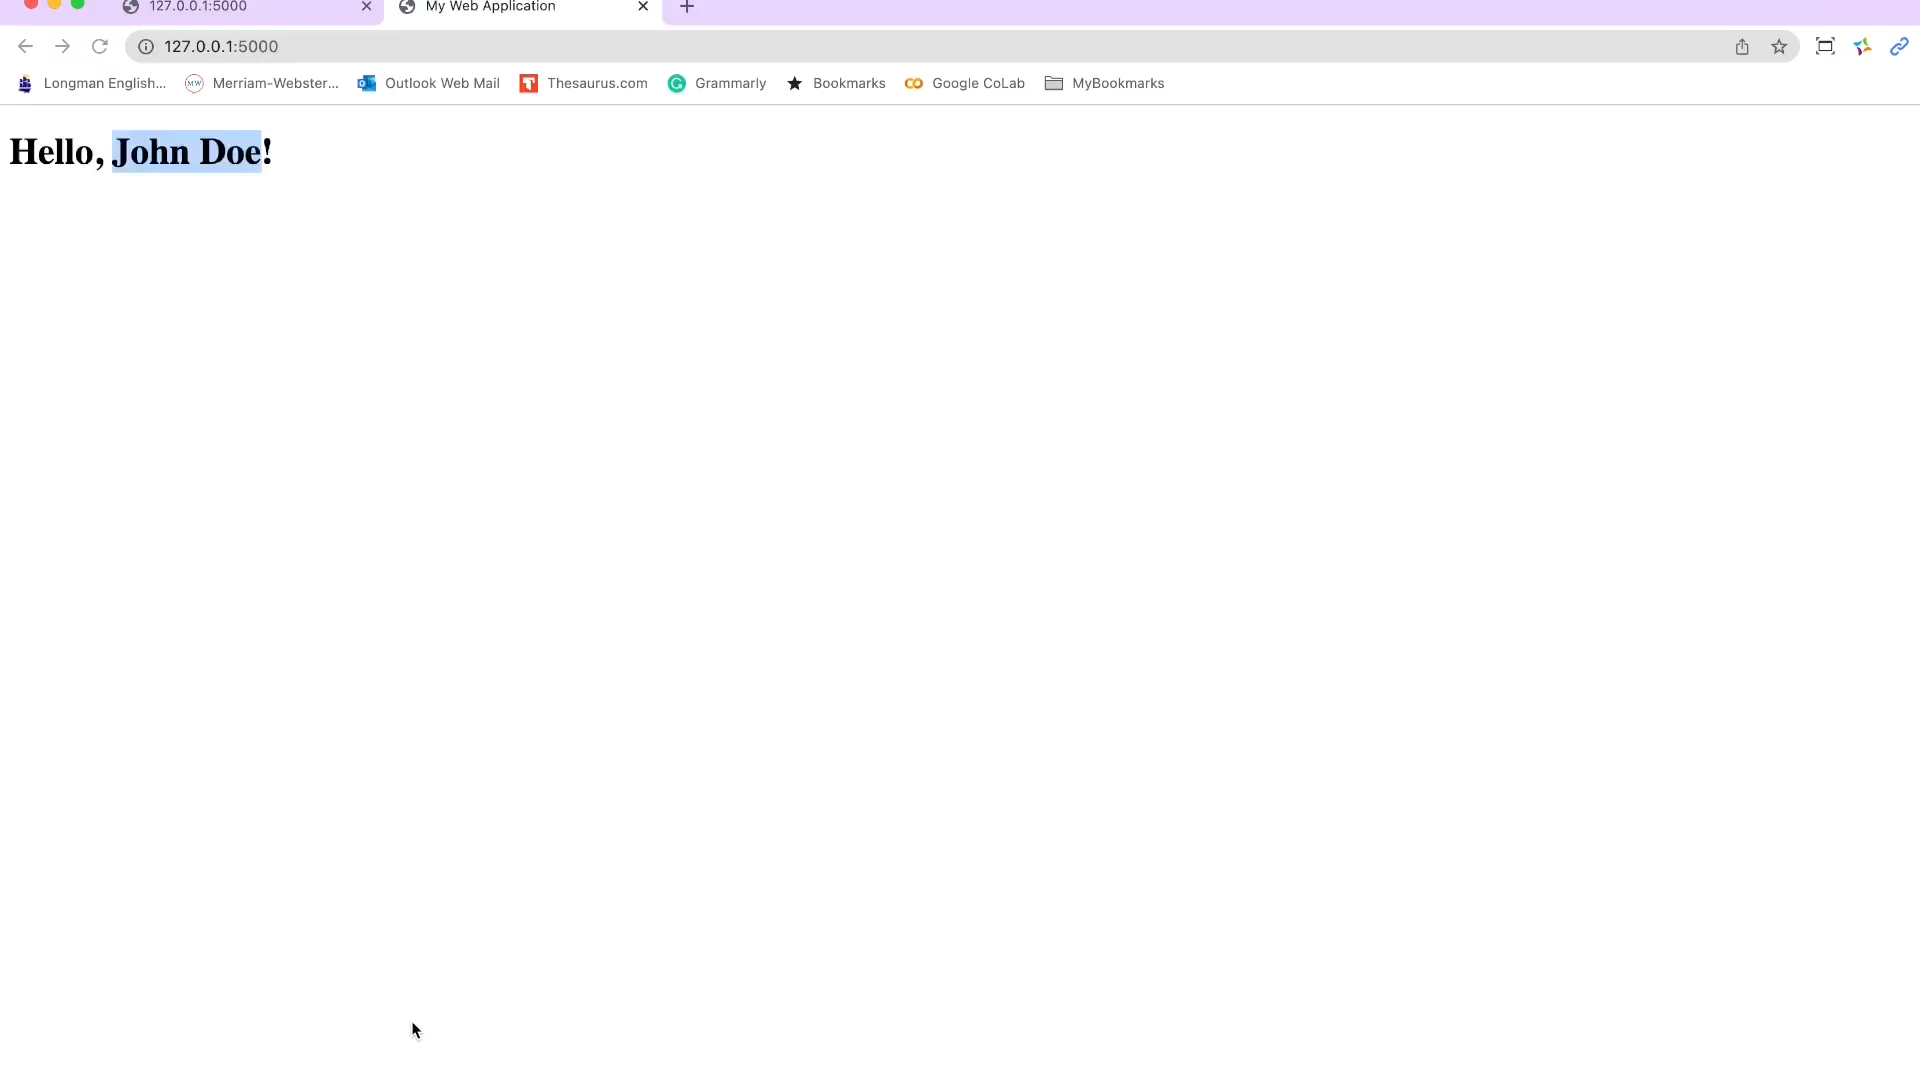 127.0.0.1:5000
My Web Application
127.0.0.1:5000
Longman English... Merriam-Webster... Outlook Web Mail Thesaurus.com Grammarly Bookmarks Google CoLab MyBookmarks
Hello, John Doe!